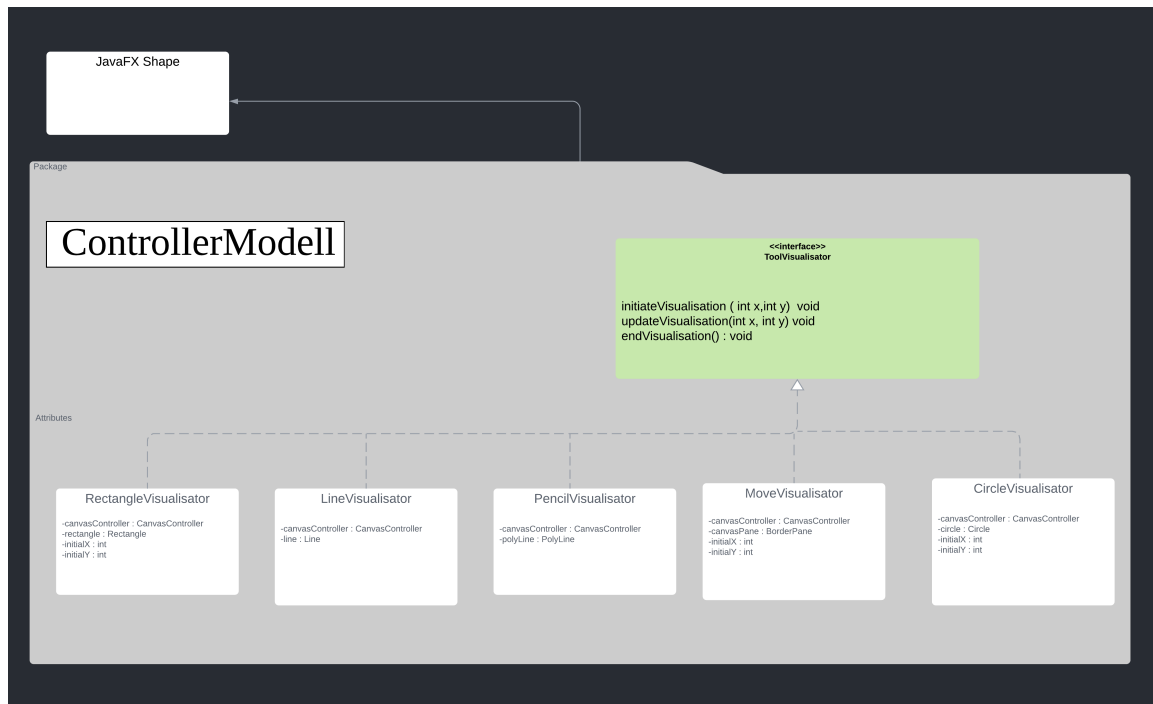 JavaFX Shape
Package
ControllerModell
<<interface>>
ToolVisualisator
initiateVisualisation ( int x,int y)  void
updateVisualisation(int x, int y) void
endVisualisation() : void
Attributes
RectangleVisualisator
-canvasController : CanvasController
-rectangle : Rectangle
-initialX : int
-initialY : int
LineVisualisator
-canvasController : CanvasController
-line : Line
PencilVisualisator
-canvasController : CanvasController
-polyLine : PolyLine
MoveVisualisator
-canvasController : CanvasController
-canvasPane : BorderPane
-initialX : int
-initialY : int
CircleVisualisator
-canvasController : CanvasController
-circle : Circle
-initialX : int
-initialY : int